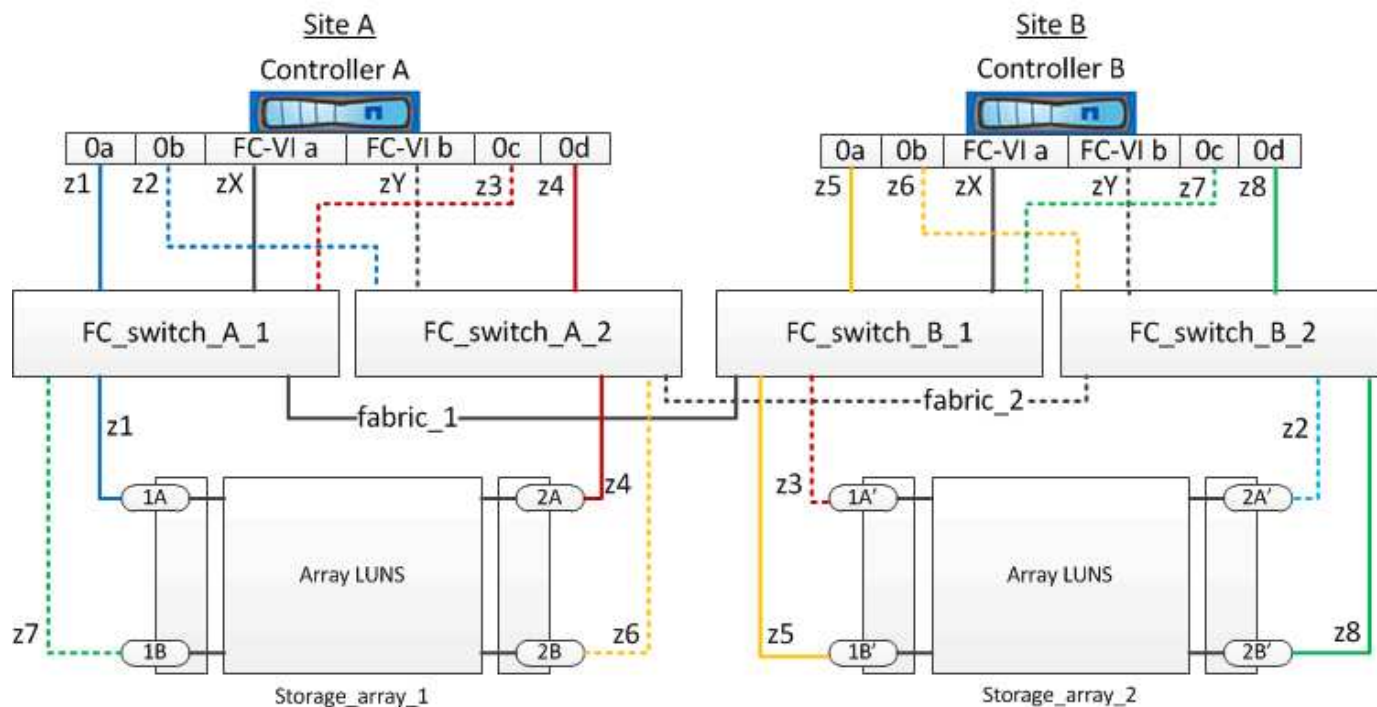 Site A
Site B
Controller A
Controller B
0a 0b FC-VI a FC-VI b 0c 0d
0a 0b FC-VI a FC-VI b 0c 0d
z1 z2 zX zY z3 z4
z5 z6 zX zY z7 z8
FC_switch_A_1
FC_switch_A_2
FC_switch_B_1
FC_switch_B_2
fabric_1
fabric_2
z1
z4
z3
z2
1A
2A
1A’
2A’
Array LUNS
Array LUNS
z7
z6
z5
z8
1B
2B
1B’
2B’
Storage_array_1
Storage_array_2